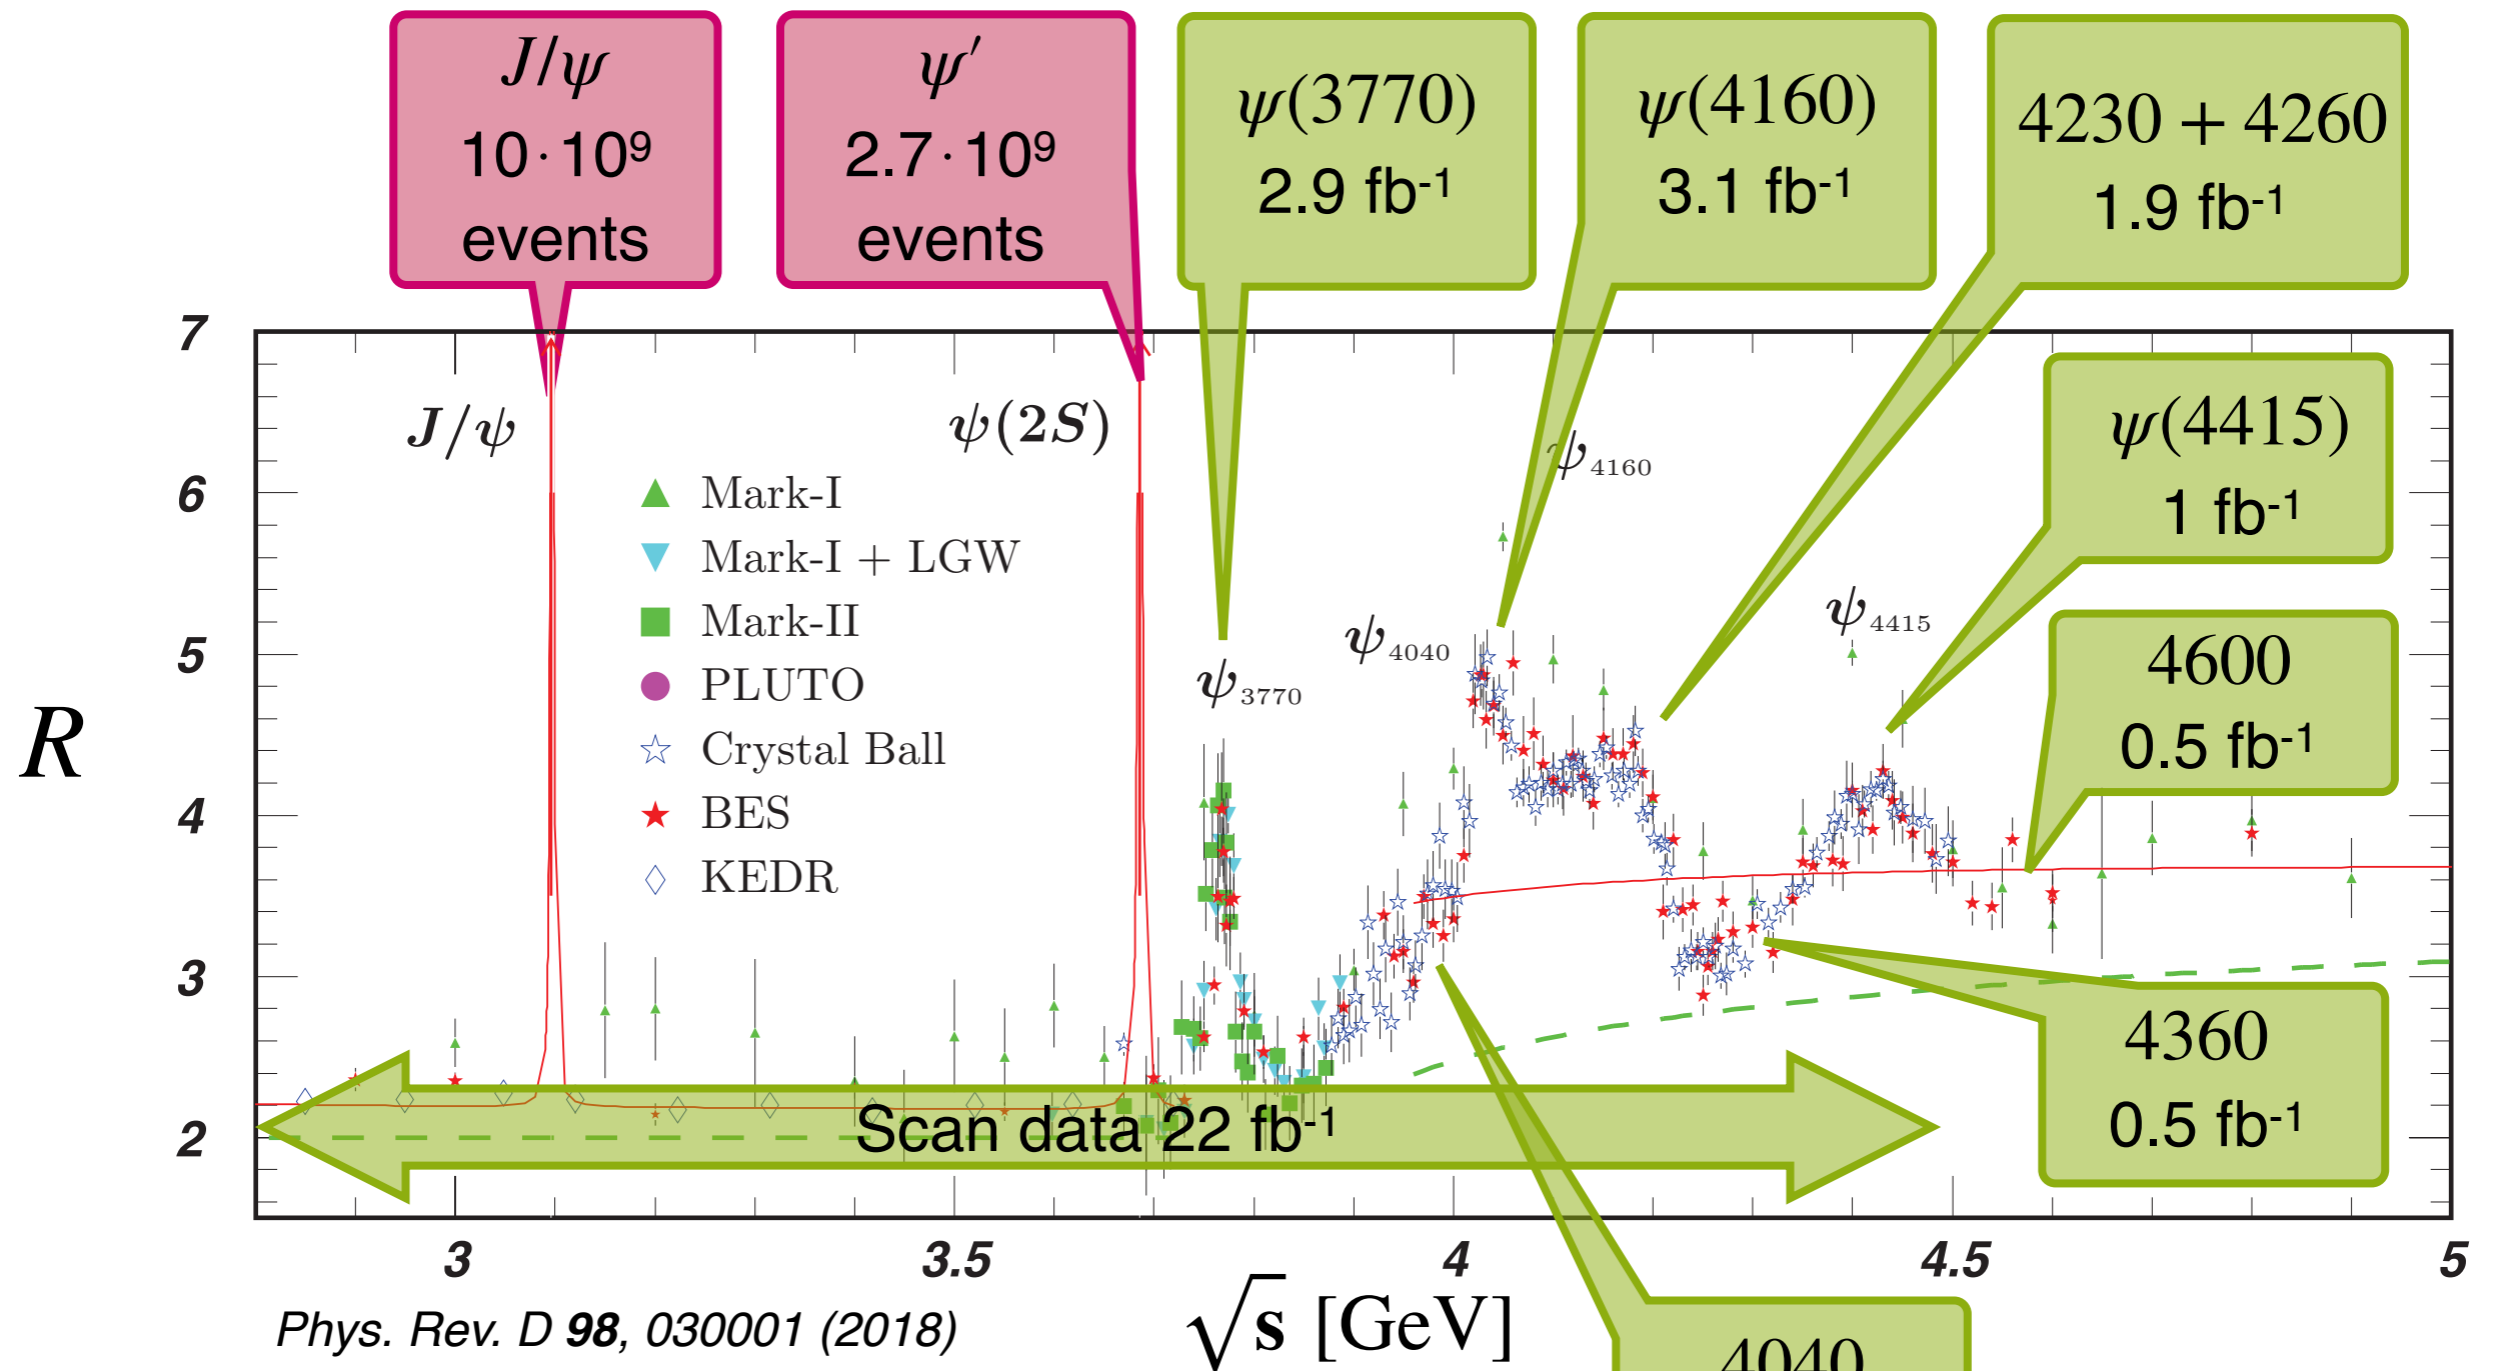 J/ψ
10·10⁹
events
ψ′
2.7·10⁹
events
ψ(3770)
2.9 fb⁻¹
ψ(4160)
3.1 fb⁻¹
4230 + 4260
1.9 fb⁻¹
ψ(4415)
1 fb⁻¹
4600
0.5 fb⁻¹
4360
0.5 fb⁻¹
4040
7
6
5
4
3
2
R
J/ψ
ψ(2S)
ψ₃₇₇₀
ψ₄₀₄₀
ψ₄₁₆₀
ψ₄₄₁₅
Mark-I
Mark-I + LGW
Mark-II
PLUTO
Crystal Ball
BES
KEDR
Scan data 22 fb⁻¹
3
3.5
4
4.5
5
Phys. Rev. D 98, 030001 (2018)
√s [GeV]